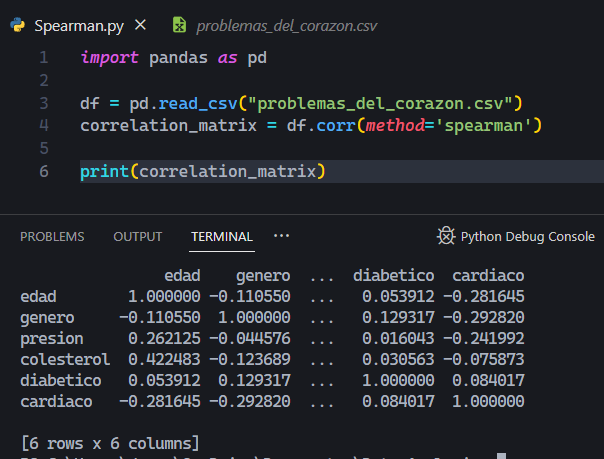 Spearman.py problemas_del_corazon.csv
1 import pandas as pd
2
3 df = pd.read_csv("problemas_del_corazon.csv")
4 correlation_matrix = df.corr(method='spearman')
5
6 print(correlation_matrix)
PROBLEMS OUTPUT TERMINAL ··· Python Debug Console
edad genero ... diabetico cardiaco
edad 1.000000 -0.110550 ... 0.053912 -0.281645
genero -0.110550 1.000000 ... 0.129317 -0.292820
presion 0.262125 -0.044576 ... 0.016043 -0.241992
colesterol 0.422483 -0.123689 ... 0.030563 -0.075873
diabetico 0.053912 0.129317 ... 1.000000 0.084017
cardiaco -0.281645 -0.292820 ... 0.084017 1.000000
[6 rows x 6 columns]